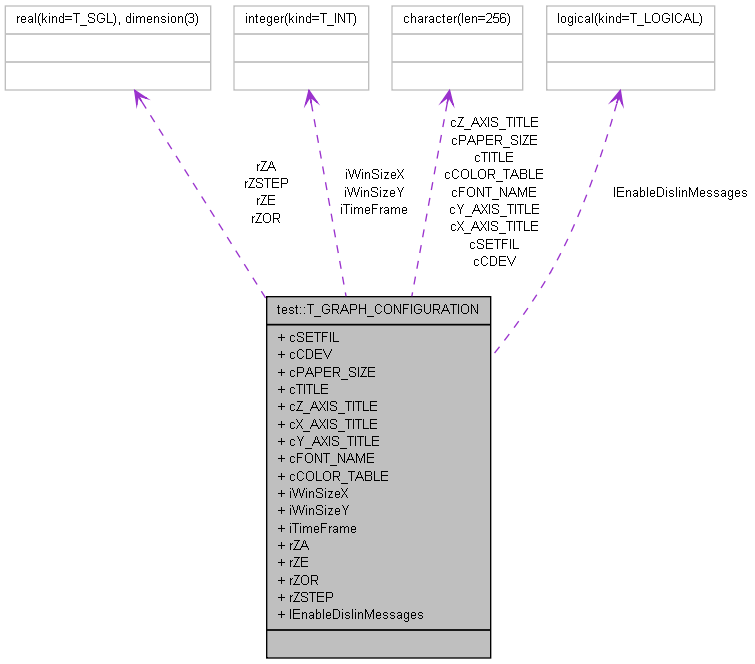 real(kind=T_SGL), dimension(3)
integer(kind=T_INT)
character(len=256)
logical(kind=T_LOGICAL)
rZA
rZSTEP
rZE
rZOR
iWinSizeX
iWinSizeY
iTimeFrame
cZ_AXIS_TITLE
cPAPER_SIZE
cTITLE
cCOLOR_TABLE
cFONT_NAME
cY_AXIS_TITLE
cX_AXIS_TITLE
cSETFIL
cCDEV
lEnableDislinMessages
test::T_GRAPH_CONFIGURATION
+ cSETFIL
+ cCDEV
+ cPAPER_SIZE
+ cTITLE
+ cZ_AXIS_TITLE
+ cX_AXIS_TITLE
+ cY_AXIS_TITLE
+ cFONT_NAME
+ cCOLOR_TABLE
+ iWinSizeX
+ iWinSizeY
+ iTimeFrame
+ rZA
+ rZE
+ rZOR
+ rZSTEP
+ lEnableDislinMessages